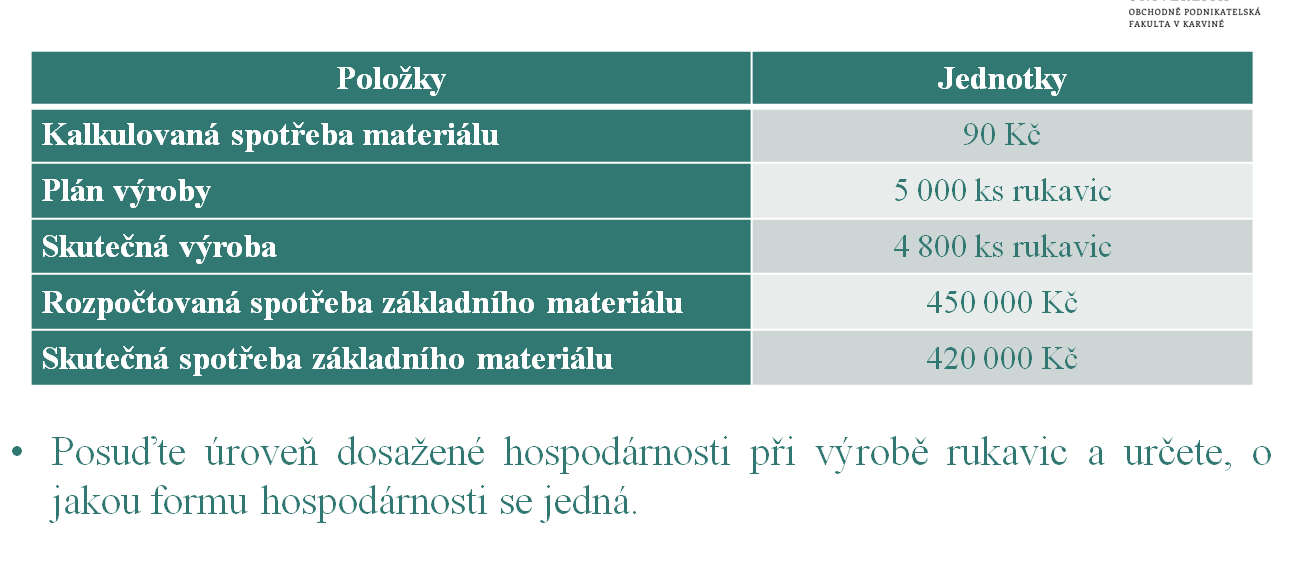 OBCHODNĚ PODNIKATELSKÁ
FAKULTA V KARVINÉ
Položky Jednotky
Kalkulovaná spotřeba materiálu 90 Kč
Plán výroby 5 000 ks rukavic
Skutečná výroba 4 800 ks rukavic
Rozpočtovaná spotřeba základního materiálu 450 000 Kč
Skutečná spotřeba základního materiálu 420 000 Kč
• Posuďte úroveň dosažené hospodárnosti při výrobě rukavic a určete, o
jakou formu hospodárnosti se jedná.